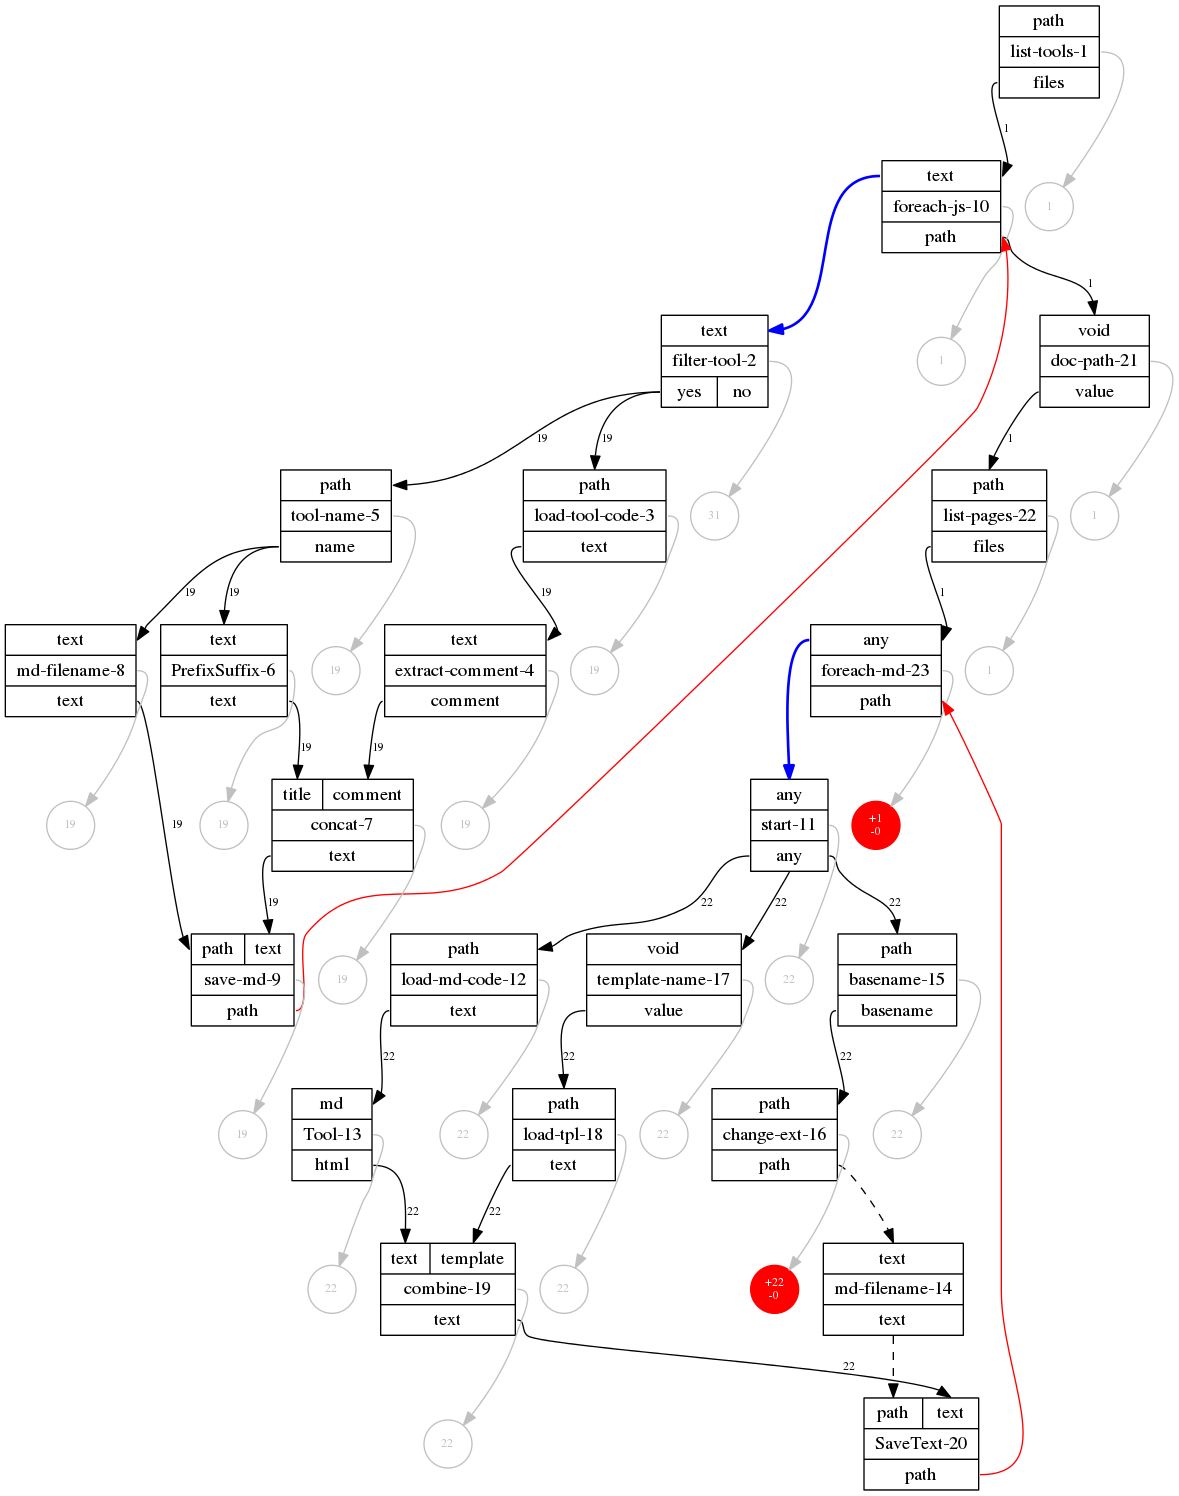 path
list-tools-1
files
1
text
foreach-js-10
path
1
1
1
text
filter-tool-2
yes no
void
doc-path-21
value
19
19
1
path
tool-name-5
name
path
load-tool-code-3
text
31
path
list-pages-22
files
1
19
19
19
1
text
md-filename-8
text
text
PrefixSuffix-6
text
19
text
extract-comment-4
comment
19
any
foreach-md-23
path
1
19
19
title comment
concat-7
text
any
start-11
any
+1
-0
19
19
19
19
19
22
22
22
path text
save-md-9
path
19
path
load-md-code-12
text
void
template-name-17
value
22
path
basename-15
basename
22
22
22
19
md
Tool-13
html
22
path
load-tpl-18
text
22
path
change-ext-16
path
22
22
22
text template
combine-19
text
22
22
+22
-0
text
md-filename-14
text
22
22
path text
SaveText-20
path